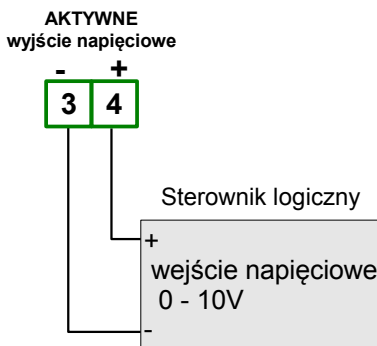 AKTYWNE
wyjście napięciowe
- +
3 4
Sterownik logiczny
+
wejście napięciowe
0 - 10V
-